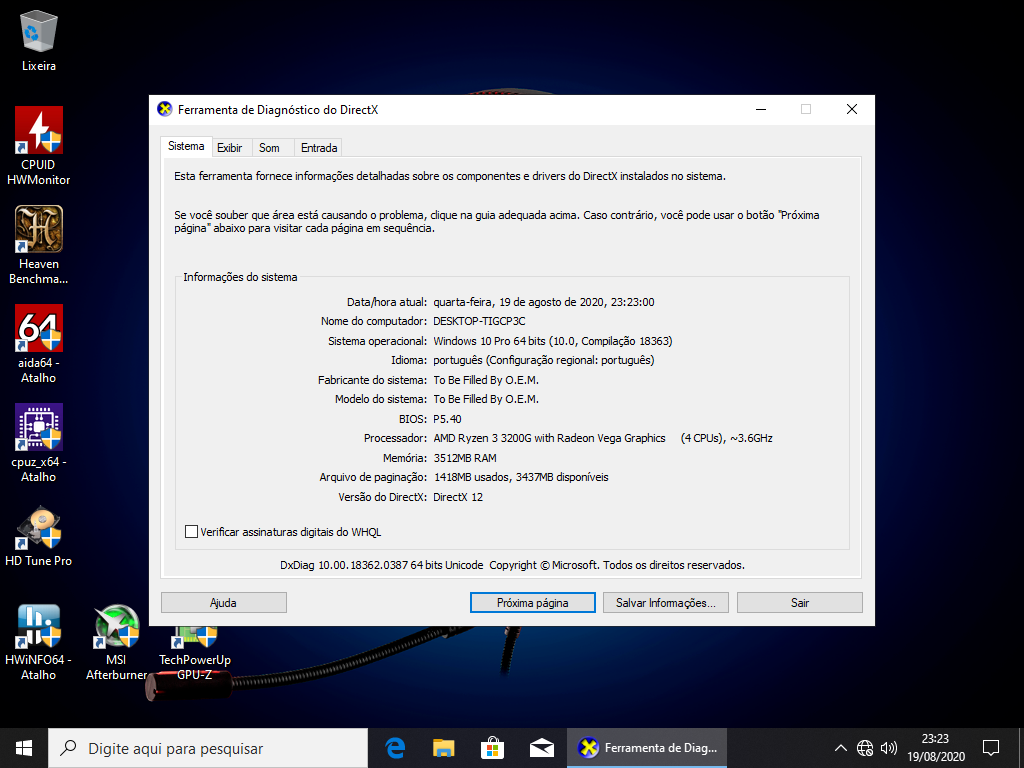 Lixeira
CPUID
HWMonitor
Heaven
Benchma...
64
aida64 -
Atalho
cpuz_x64 -
Atalho
HD Tune Pro
HWiNFO64 -
Atalho
MSI
Afterburner
TechPowerUp
GPU-Z
Ferramenta de Diagnóstico do DirectX
Sistema Exibir Som Entrada
Esta ferramenta fornece informações detalhadas sobre os componentes e drivers do DirectX instalados no sistema.
Se você souber que área está causando o problema, clique na guia adequada acima. Caso contrário, você pode usar o botão "Próxima
página" abaixo para visitar cada página em sequência.
Informações do sistema
Data/hora atual: quarta-feira, 19 de agosto de 2020, 23:23:00
Nome do computador: DESKTOP-TIGCP3C
Sistema operacional: Windows 10 Pro 64 bits (10.0, Compilação 18363)
Idioma: português (Configuração regional: português)
Fabricante do sistema: To Be Filled By O.E.M.
Modelo do sistema: To Be Filled By O.E.M.
BIOS: P5.40
Processador: AMD Ryzen 3 3200G with Radeon Vega Graphics (4 CPUs), ~3.6GHz
Memória: 3512MB RAM
Arquivo de paginação: 1418MB usados, 3437MB disponíveis
Versão do DirectX: DirectX 12
Verificar assinaturas digitais do WHQL
DxDiag 10.00.18362.0387 64 bits Unicode Copyright © Microsoft. Todos os direitos reservados.
Ajuda Próxima página Salvar Informações... Sair
Digite aqui para pesquisar
Ferramenta de Diag...
23:23
19/08/2020